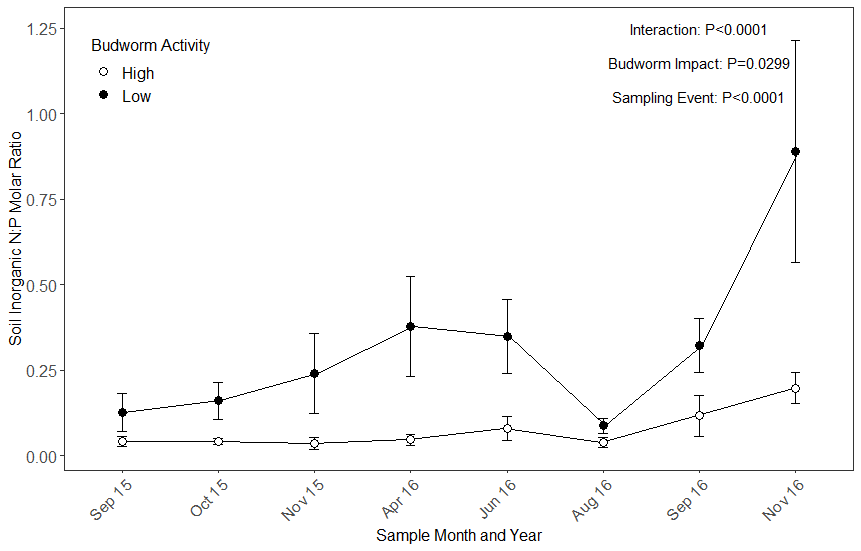 Interaction: P<0.0001
Budworm Impact: P=0.0299
Sampling Event: P<0.0001
Budworm Activity
High
Low
Soil Inorganic N:P Molar Ratio
1.25
1.00
0.75
0.50
0.25
0.00
Sep 15
Oct 15
Nov 15
Apr 16
Jun 16
Aug 16
Sep 16
Nov 16
Sample Month and Year